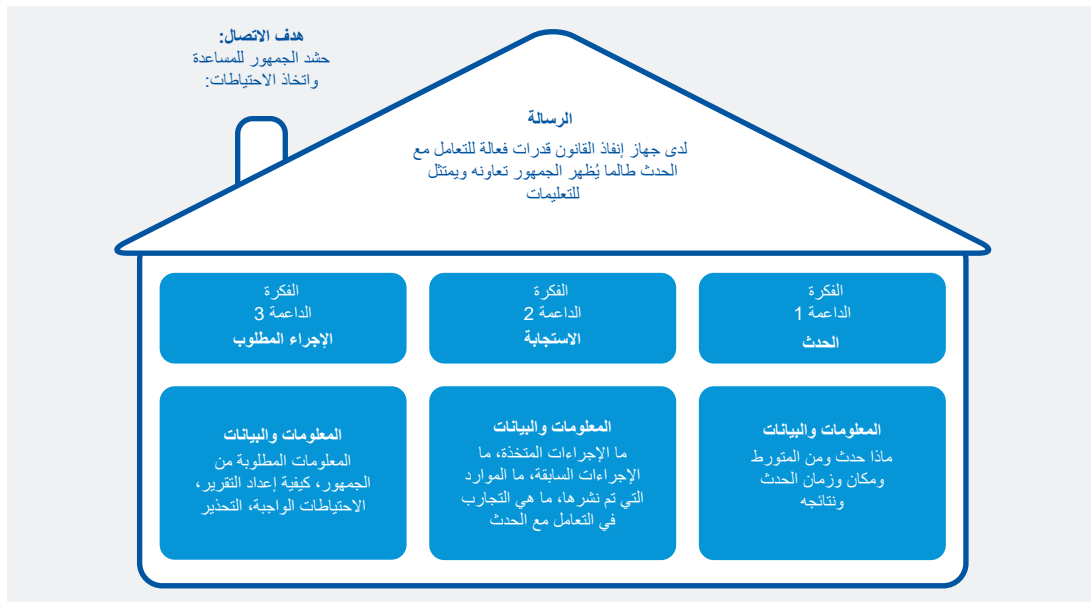 هدف الاتصال:
حشد الجمهور للمساعدة
واتخاذ الاحتياطات:
الرسالة
لدى جهاز إنفاذ القانون قدرات فعالة للتعامل مع
الحدث طالما يُظهر الجمهور تعاونه ويمتثل
للتعليمات
الفكرة
الداعمة 1
الحدث
الفكرة
الداعمة 2
الاستجابة
الفكرة
الداعمة 3
الإجراء المطلوب
المعلومات والبيانات
ماذا حدث ومن المتورط
ومكان وزمان الحدث
ونتائجه
المعلومات والبيانات
ما الإجراءات المتخذة، ما
الإجراءات السابقة، ما الموارد
التي تم نشرها، ما هي التجارب
في التعامل مع الحدث
المعلومات والبيانات
المعلومات المطلوبة من
الجمهور، كيفية إعداد التقرير،
الاحتياطات الواجبة، التحذير